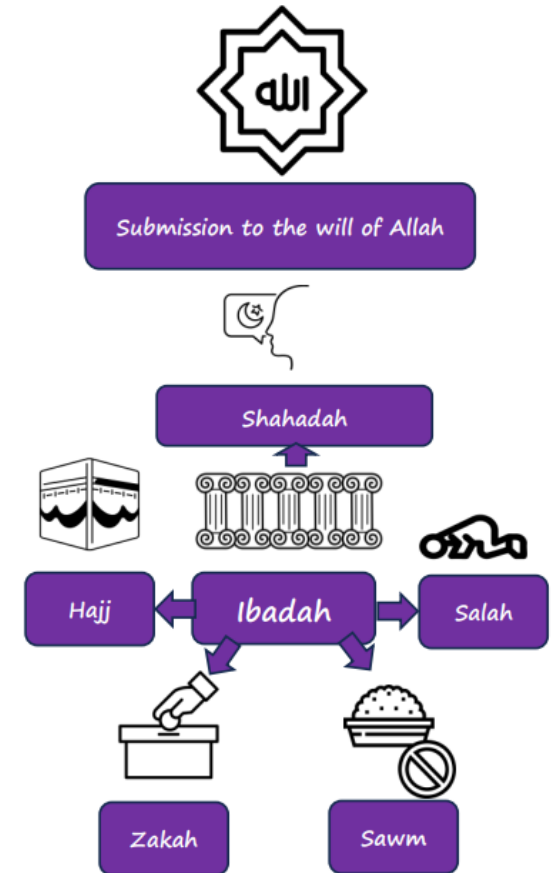 الله
Submission to the will of Allah
Shahadah
Hajj
Ibadah
Salah
Zakah
Sawm